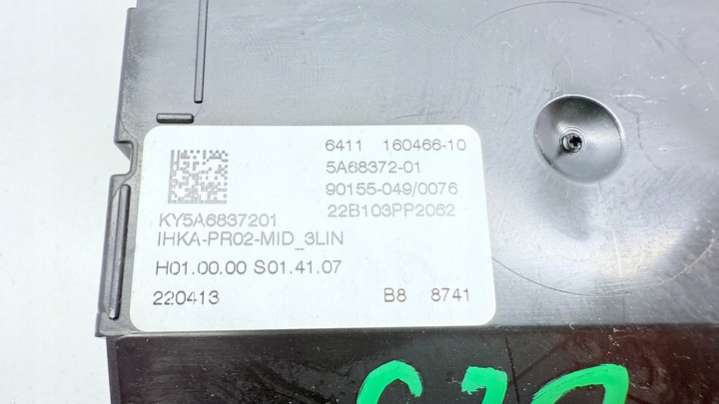 6411 160466-10
5A68372-01
90155-049/0076
22B103PP2062
KY5A6837201
IHKA-PR02-MID_3LIN
H01.00.00 S01.41.07
220413 B8 8741